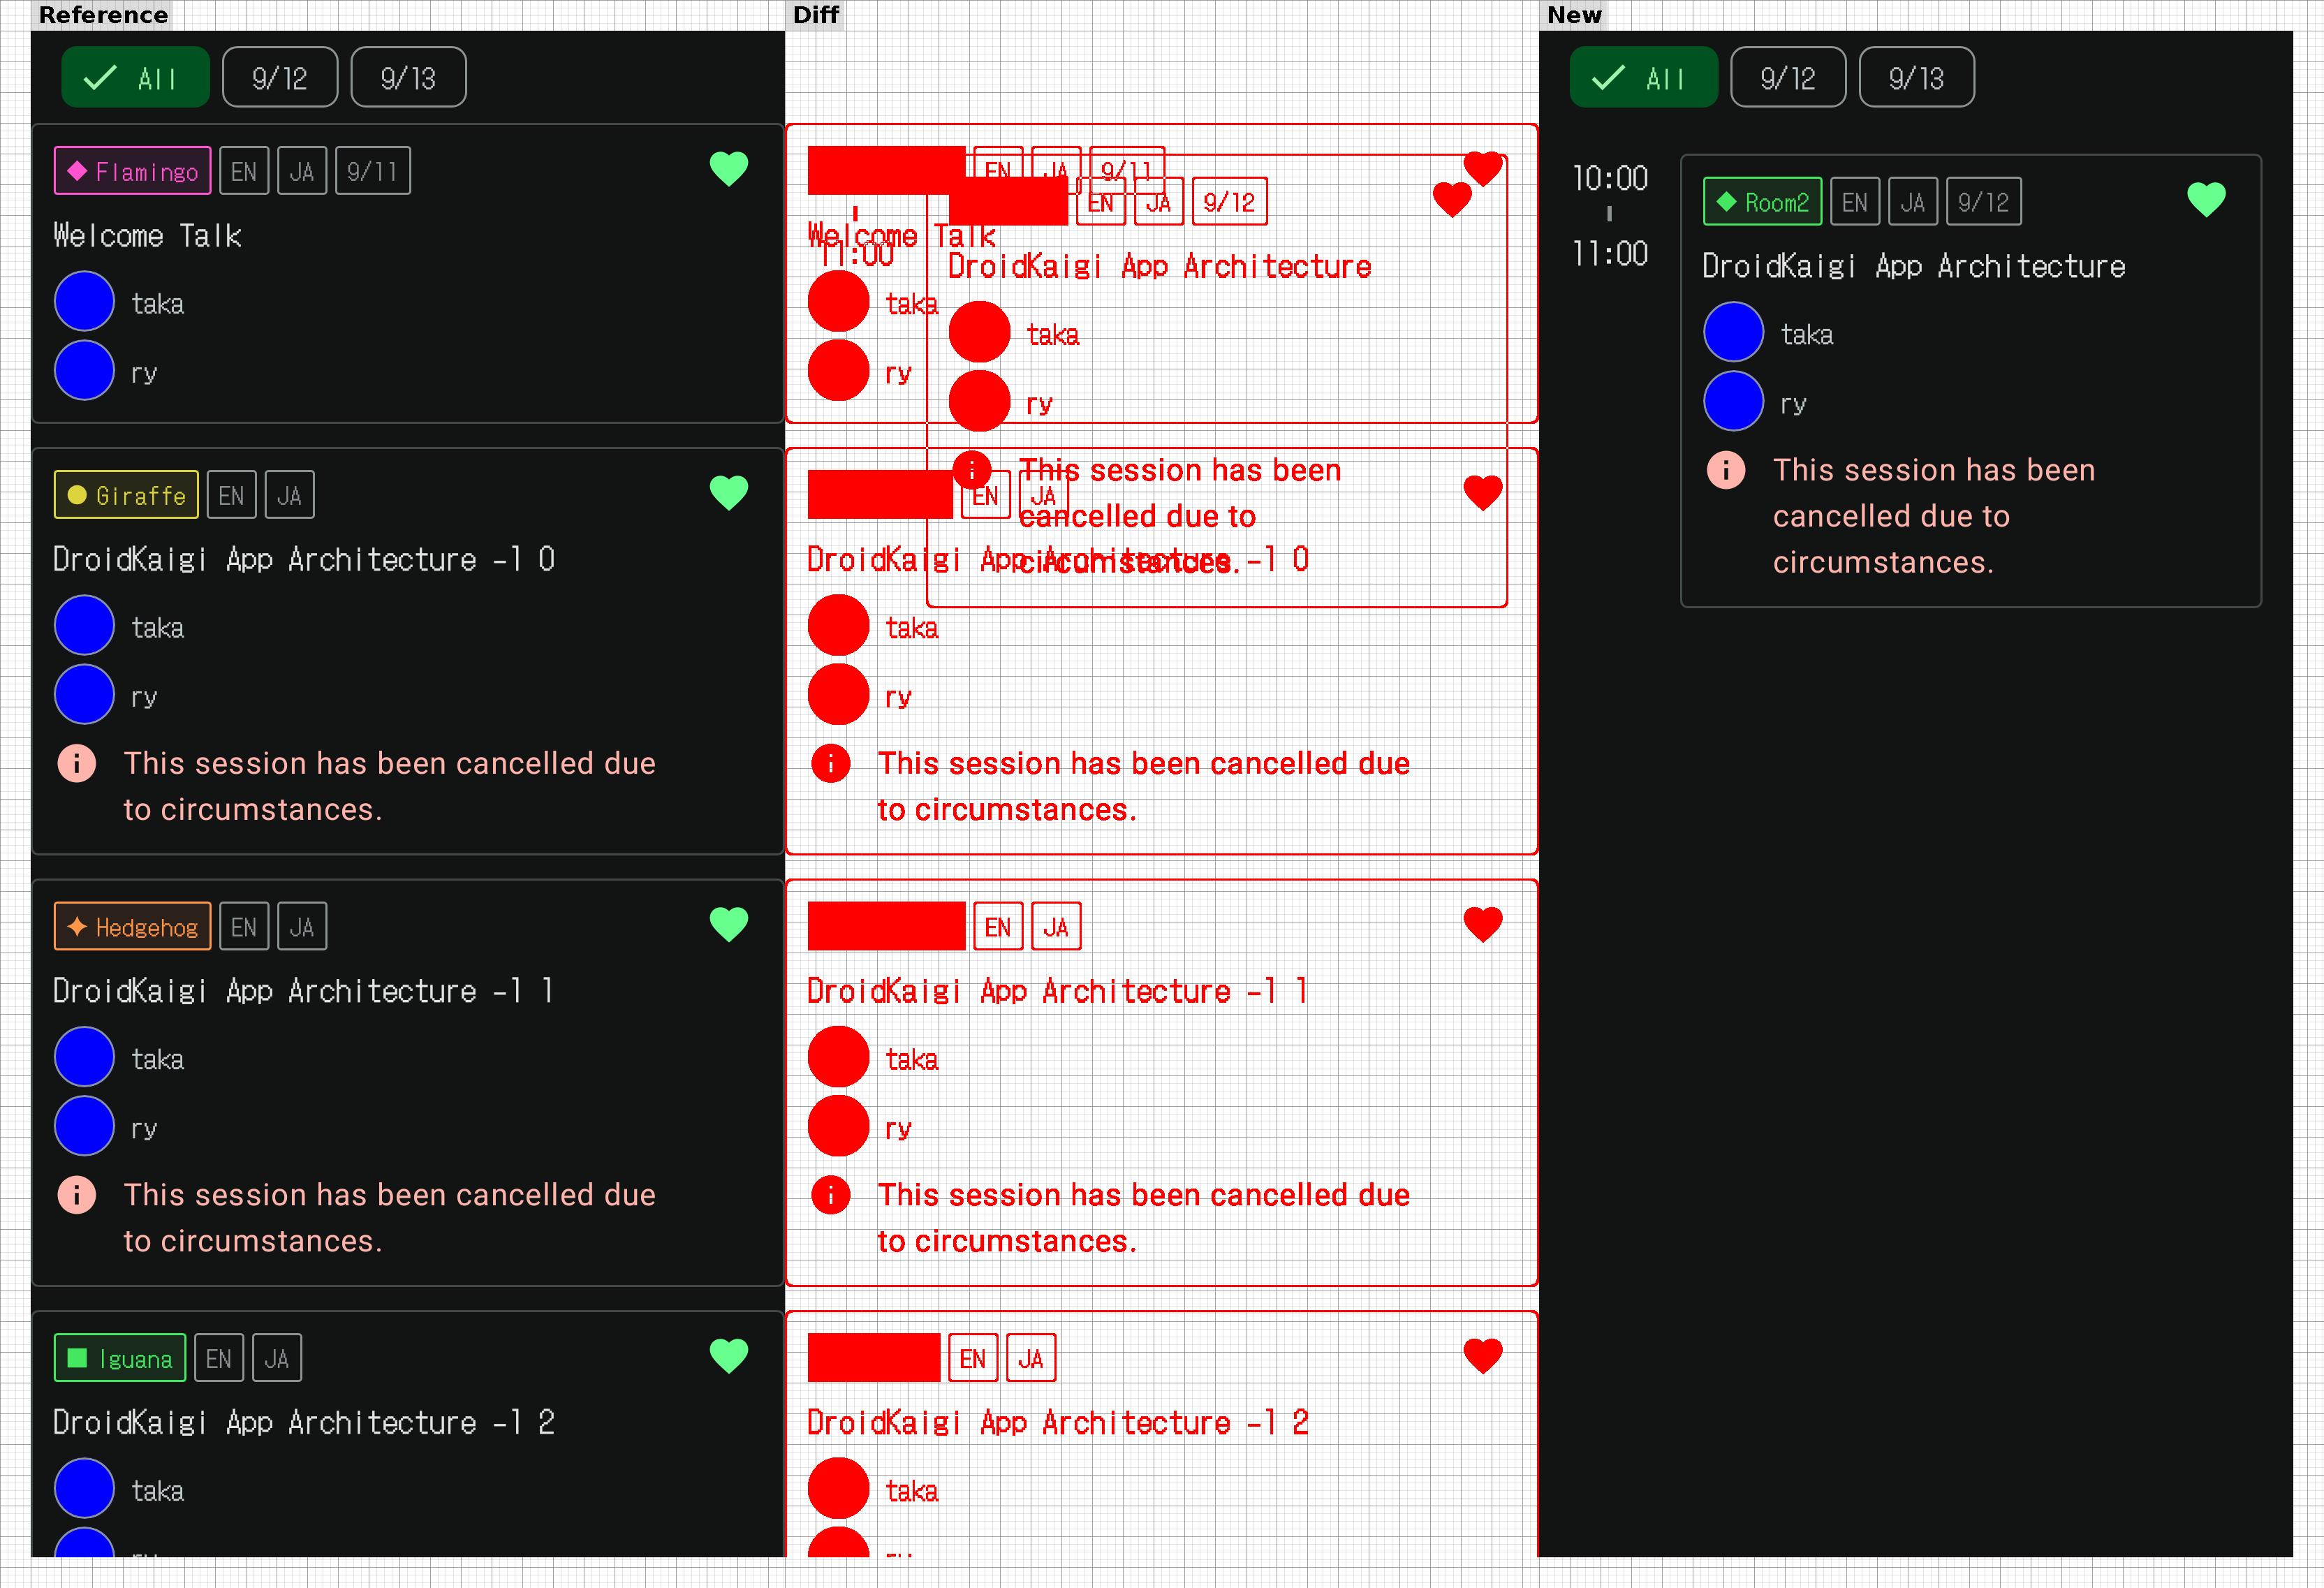 Reference
All
9/12
9/13
Flamingo
EN
JA
9/11
Welcome Talk
taka
ry
Giraffe
EN
JA
DroidKaigi App Architecture -1 0
taka
ry
This session has been cancelled due
to circumstances.
Hedgehog
EN
JA
DroidKaigi App Architecture -1 1
taka
ry
This session has been cancelled due
to circumstances.
Iguana
EN
JA
DroidKaigi App Architecture -1 2
taka
Diff
EN
JA
9/11
EN
JA
9/12
Welcome Talk
11:00
DroidKaigi App Architecture
taka
taka
ry
ry
This session has been
EN
JA
cancelled due to
DroidKaigi App Architecture -1 0
circumstances.
taka
ry
This session has been cancelled due
to circumstances.
EN
JA
DroidKaigi App Architecture -1 1
taka
ry
This session has been cancelled due
to circumstances.
EN
JA
DroidKaigi App Architecture -1 2
taka
New
All
9/12
9/13
10:00
11:00
Room2
EN
JA
9/12
DroidKaigi App Architecture
taka
ry
This session has been
cancelled due to
circumstances.